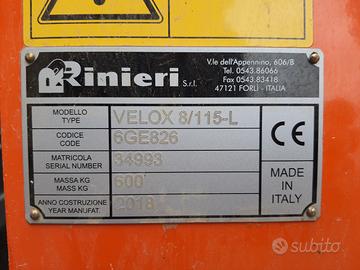 Rinieri S.r.l.
V.le dell'Appennino, 606/B
Tel. 0543.86066
Fax 0543.83418
47121 FORLÌ - ITALIA
MODELLO
TYPE
VELOX 8/115-L
CODICE
CODE
6GE826
MATRICOLA
SERIAL NUMBER
34993
MASSA KG
MASS KG
600
ANNO COSTRUZIONE
YEAR MANUFAT.
2018
CE
MADE IN
ITALY
subito